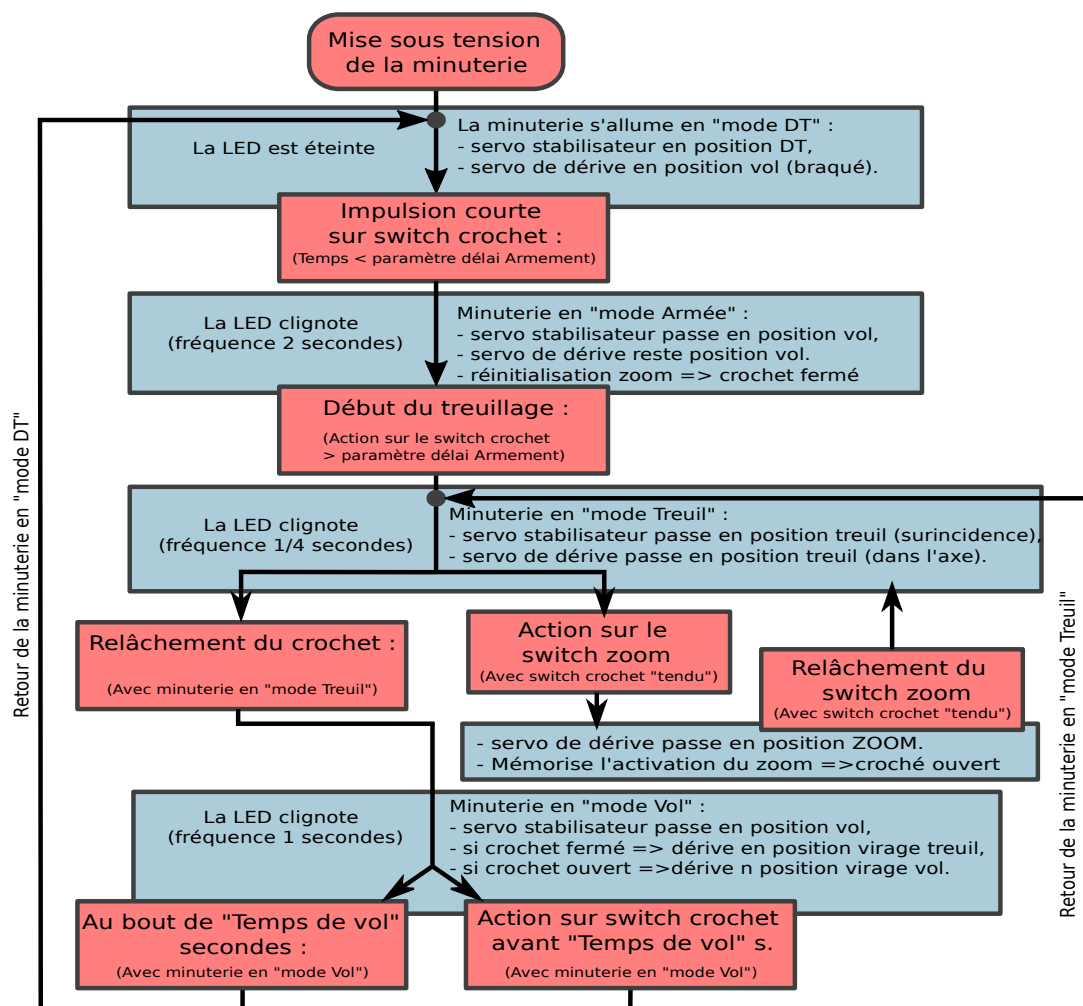 Mise sous tension
de la minuterie
La LED est éteinte
La minuterie s'allume en "mode DT" :
- servo stabilisateur en position DT,
- servo de dérive en position vol (braqué).
Impulsion courte
sur switch crochet :
(Temps < paramètre délai Armement)
La LED clignote
(fréquence 2 secondes)
Minuterie en "mode Armée" :
- servo stabilisateur passe en position vol,
- servo de dérive reste position vol.
- réinitialisation zoom => crochet fermé
Début du treuillage :
(Action sur le switch crochet
> paramètre délai Armement)
La LED clignote
(fréquence 1/4 secondes)
Minuterie en "mode Treuil" :
- servo stabilisateur passe en position treuil (surincidence),
- servo de dérive passe en position treuil (dans l'axe).
Relâchement du crochet :
(Avec minuterie en "mode Treuil")
Action sur le
switch zoom
(Avec switch crochet "tendu")
Relâchement du
switch zoom
(Avec switch crochet "tendu")
- servo de dérive passe en position ZOOM.
- Mémorise l'activation du zoom =>croché ouvert
La LED clignote
(fréquence 1 secondes)
Minuterie en "mode Vol" :
- servo stabilisateur passe en position vol,
- si crochet fermé => dérive en position virage treuil,
- si crochet ouvert =>dérive n position virage vol.
Au bout de "Temps de vol"
secondes :
(Avec minuterie en "mode Vol")
Action sur switch crochet
avant "Temps de vol" s.
(Avec minuterie en "mode Vol")
Retour de la minuterie en "mode DT"
Retour de la minuterie en "mode Treuil"